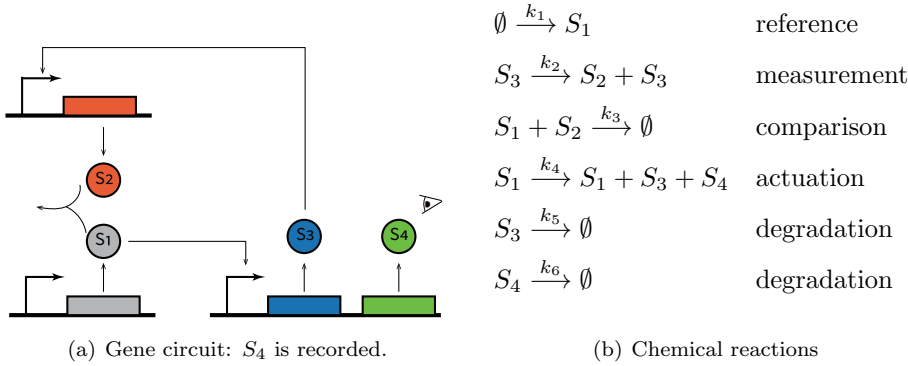 S2
S1
S3
S4
(a) Gene circuit: S₄ is recorded.
∅ —k₁→ S₁ reference
S₃ —k₂→ S₂ + S₃ measurement
S₁ + S₂ —k₃→ ∅ comparison
S₁ —k₄→ S₁ + S₃ + S₄ actuation
S₃ —k₅→ ∅ degradation
S₄ —k₆→ ∅ degradation
(b) Chemical reactions